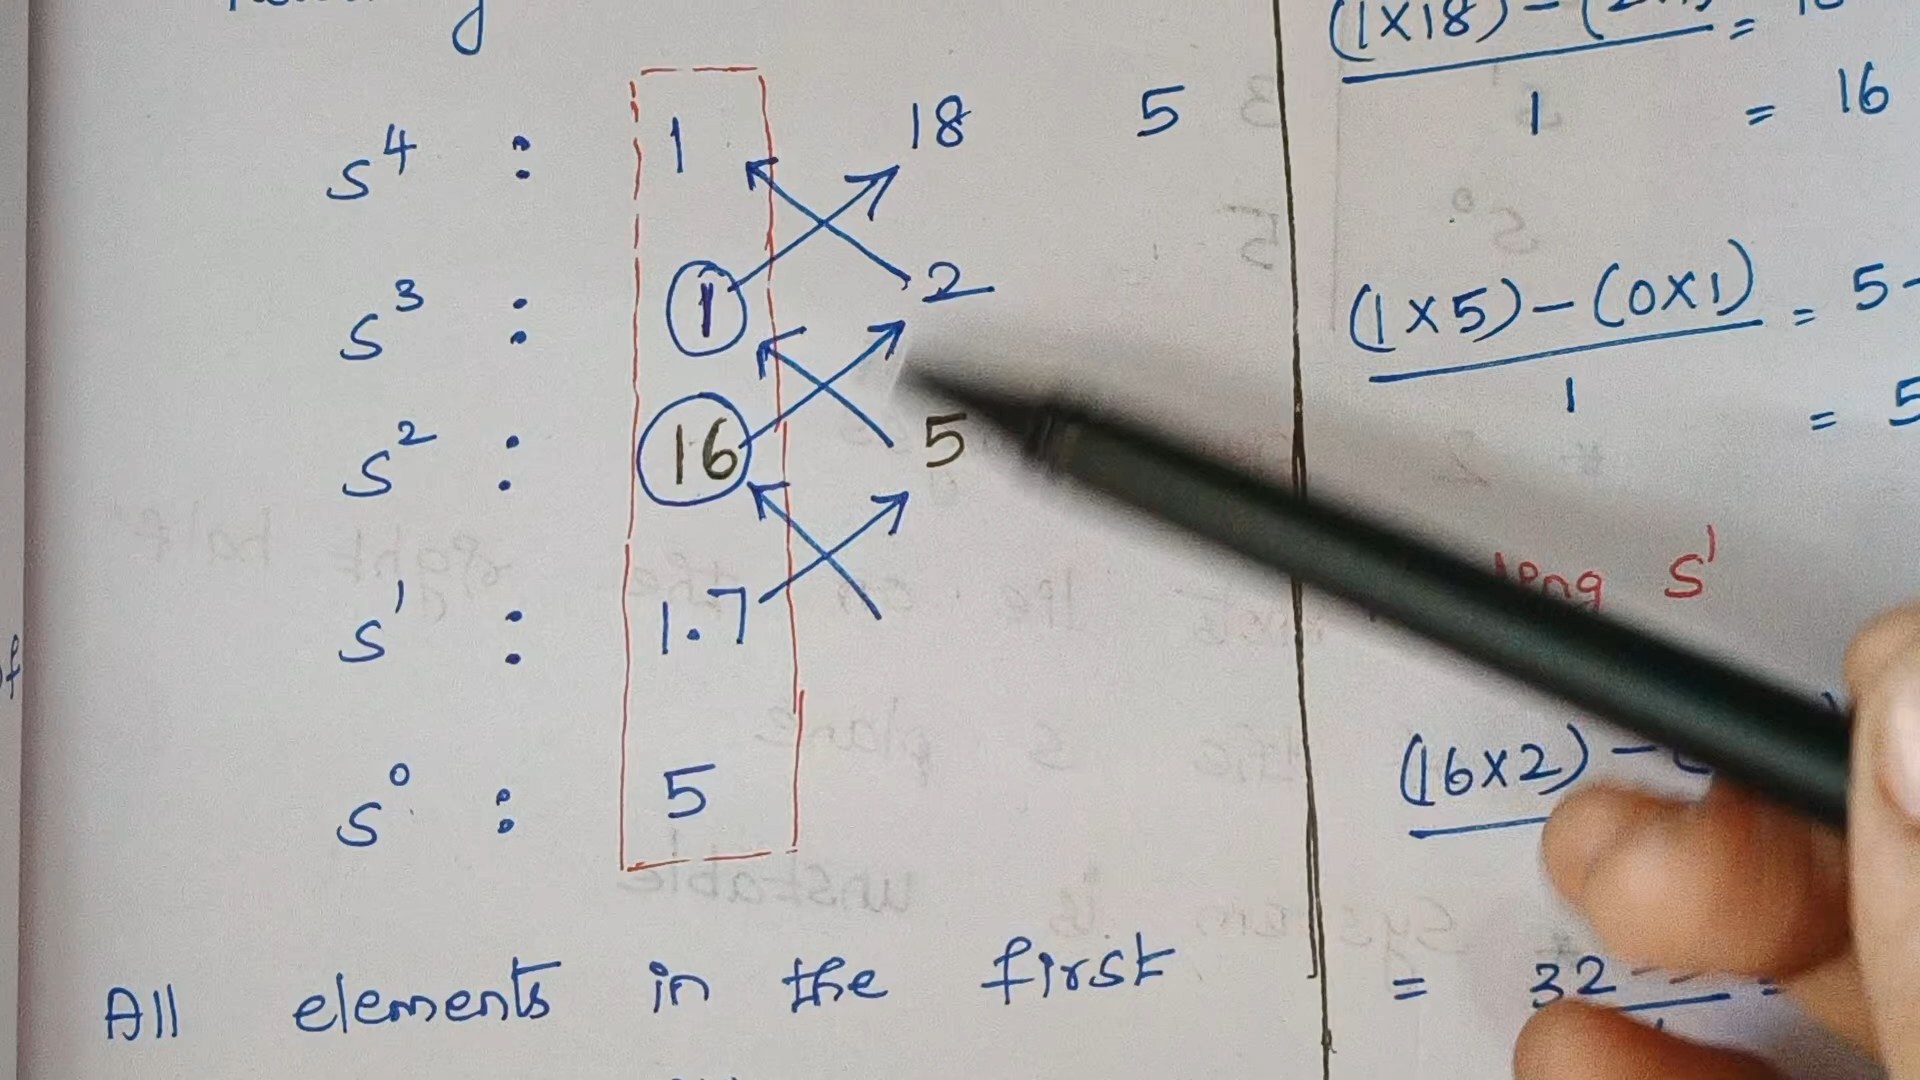 s⁴ : 1 18 5
s³ : 1 2
s² : 16 5
s¹ : 1.7
s⁰ : 5
All elements in the first
(1×18) - (
1
=
= 16
(1×5) - (0×1)
1
= 5-
= 5
s¹
(16×2) -
= 32 -
=